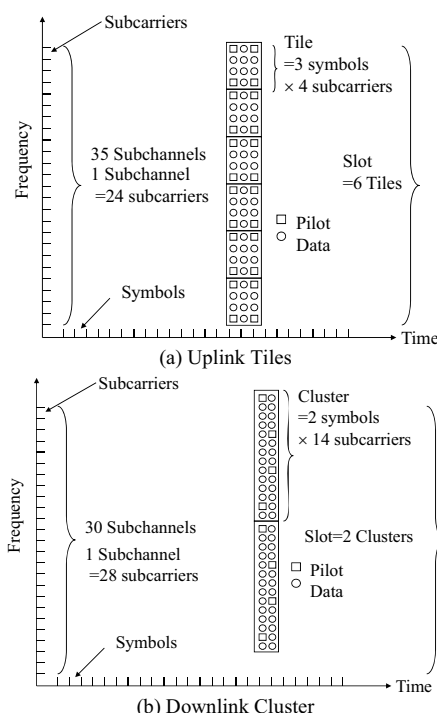 Subcarriers
Tile
=3 symbols
× 4 subcarriers
Frequency
35 Subchannels
1 Subchannel
=24 subcarriers
Slot
=6 Tiles
Pilot
Data
Symbols
Time
(a) Uplink Tiles
Subcarriers
Cluster
=2 symbols
× 14 subcarriers
Frequency
30 Subchannels
1 Subchannel
=28 subcarriers
Slot=2 Clusters
Pilot
Data
Symbols
Time
(b) Downlink Cluster